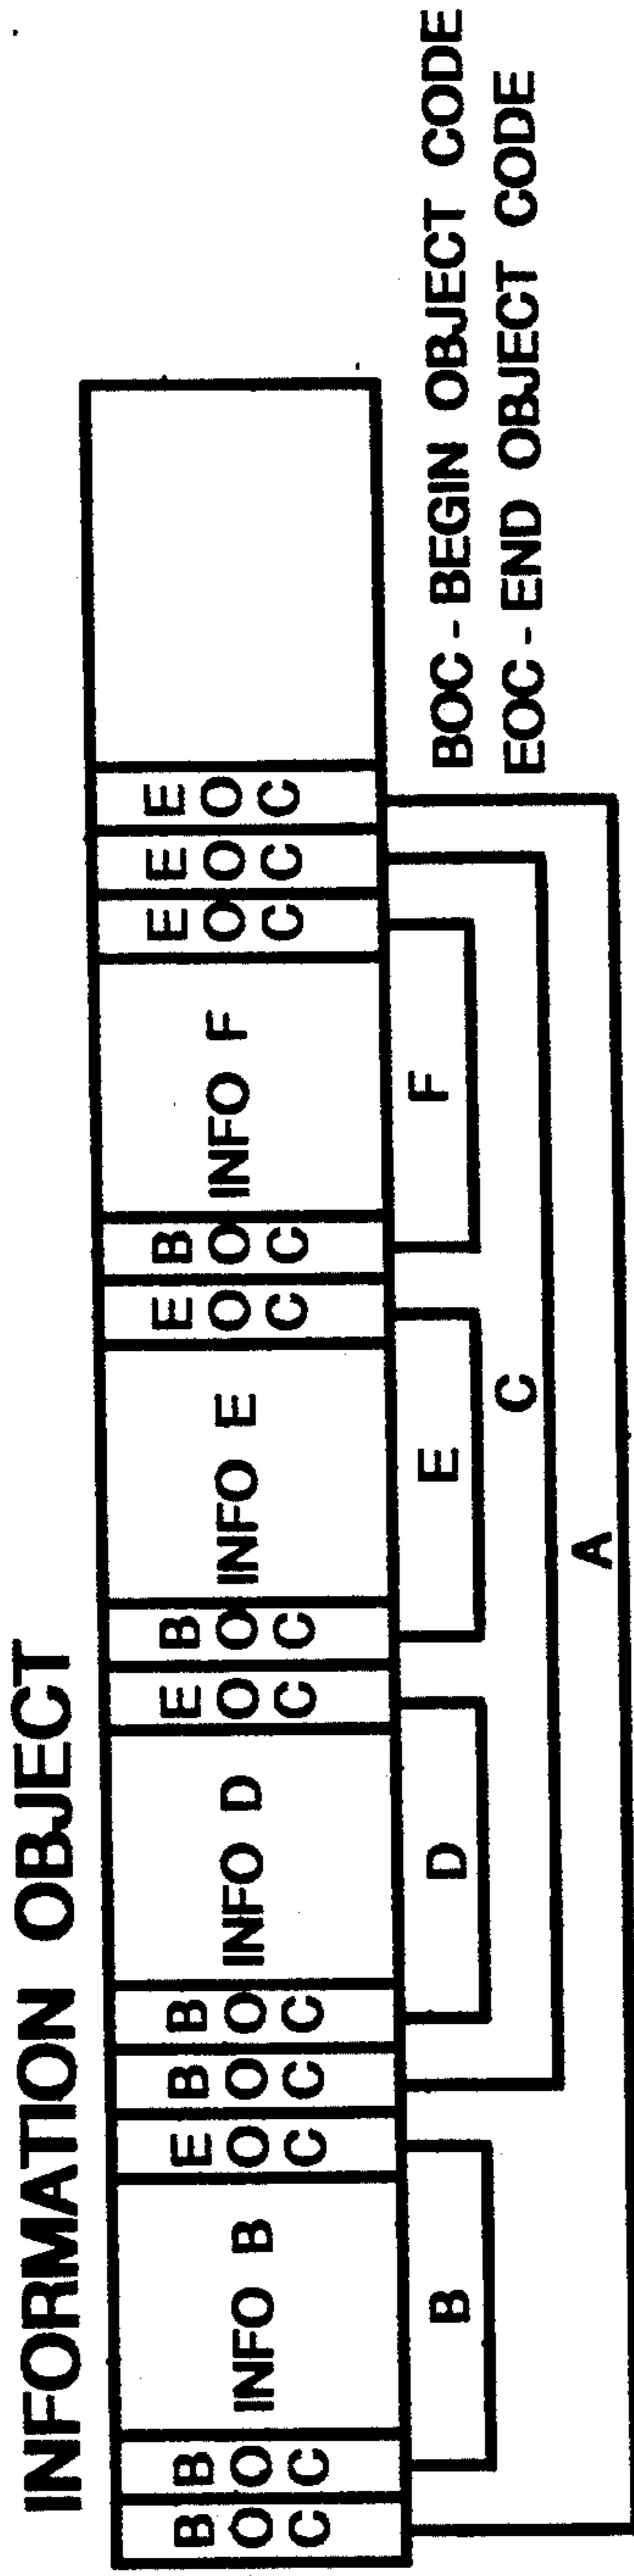 INFORMATION OBJECT
BOC
BOC
INFO B
EOC
BOC
BOC
INFO D
EOC
BOC
INFO E
EOC
BOC
INFO F
EOC
EOC
EOC
B
D
E
F
C
A
BOC - BEGIN OBJECT CODE
EOC - END OBJECT CODE